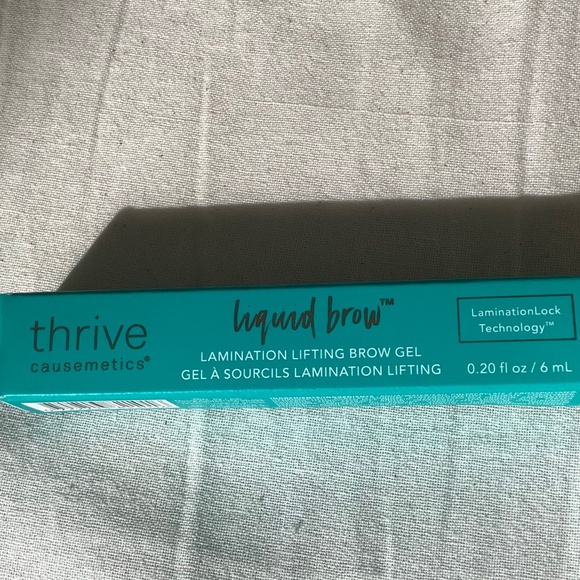 thrive
causemetics®
liquid brow™
LAMINATION LIFTING BROW GEL
GEL À SOURCILS LAMINATION LIFTING
LaminationLock
Technology™
0.20 fl oz / 6 mL